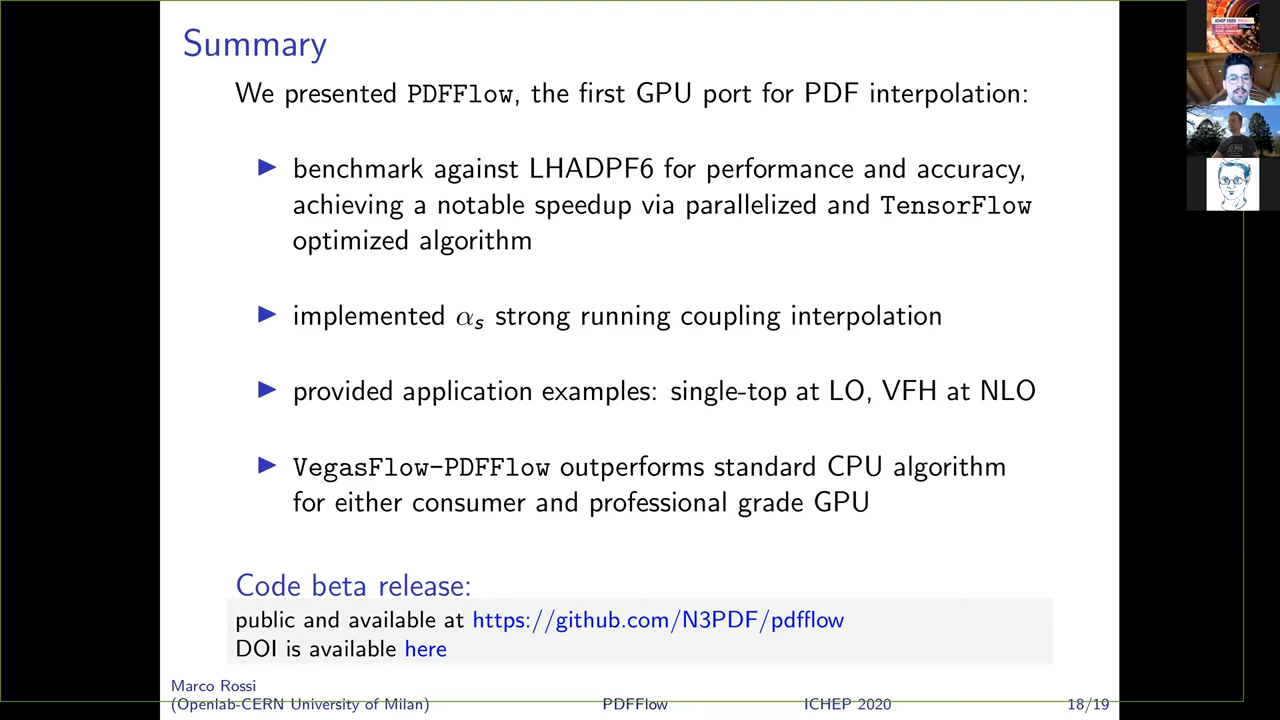 Summary
We presented PDFFlow, the first GPU port for PDF interpolation:
▶ benchmark against LHADPF6 for performance and accuracy,
achieving a notable speedup via parallelized and TensorFlow
optimized algorithm
▶ implemented αs strong running coupling interpolation
▶ provided application examples: single-top at LO, VFH at NLO
▶ VegasFlow-PDFFlow outperforms standard CPU algorithm
for either consumer and professional grade GPU
Code beta release:
public and available at https://github.com/N3PDF/pdfflow
DOI is available here
Marco Rossi
(Openlab-CERN University of Milan) PDFFlow ICHEP 2020 18/19
ICHEP 2020